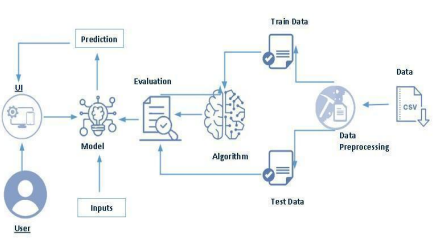 Train Data
Prediction
Evaluation
Data
UI
CSV
Model
Algorithm
Data
Preprocessing
Inputs
Test Data
User